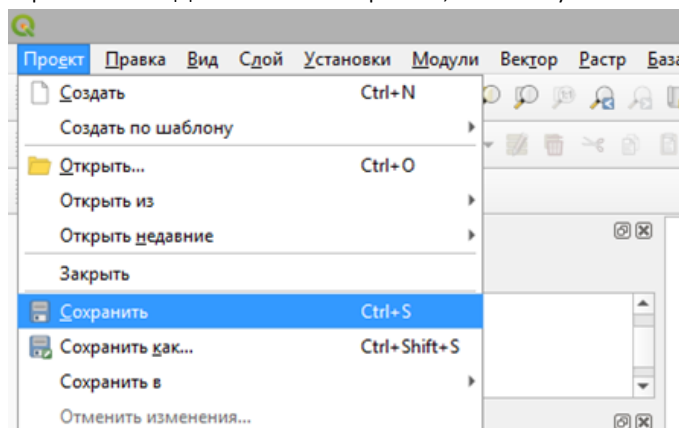 Проект Правка Вид Слой Установки Модули Вектор Растр База
Создать Ctrl+N
Создать по шаблону
Открыть... Ctrl+O
Открыть из
Открыть недавние
Закрыть
Сохранить Ctrl+S
Сохранить как... Ctrl+Shift+S
Сохранить в
Отменить изменения...